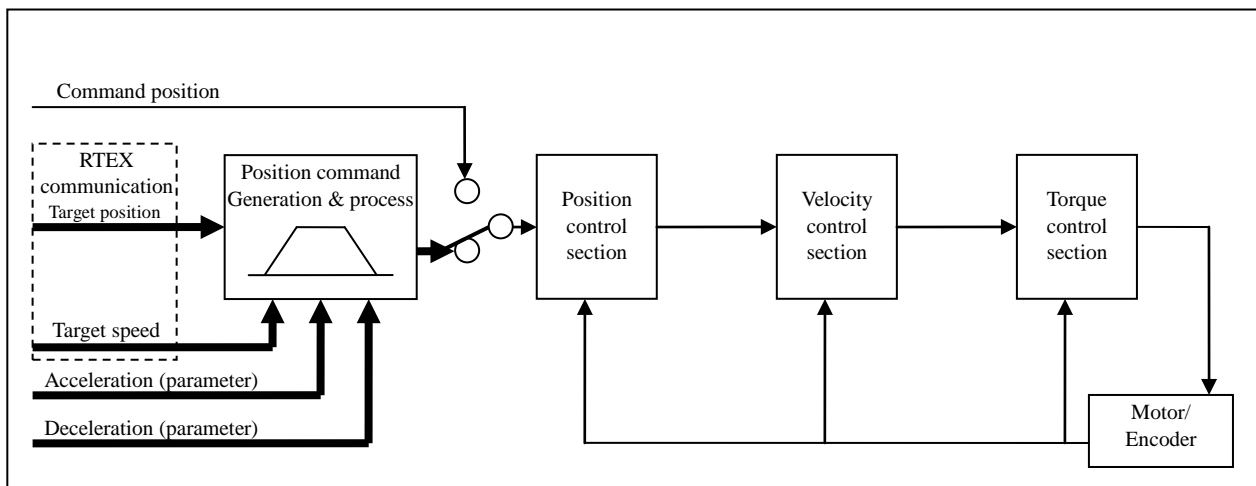 Command position
RTEX
communication
Target position
Target speed
Acceleration (parameter)
Deceleration (parameter)
Position command
Generation & process
Position
control
section
Velocity
control
section
Torque
control
section
Motor/
Encoder